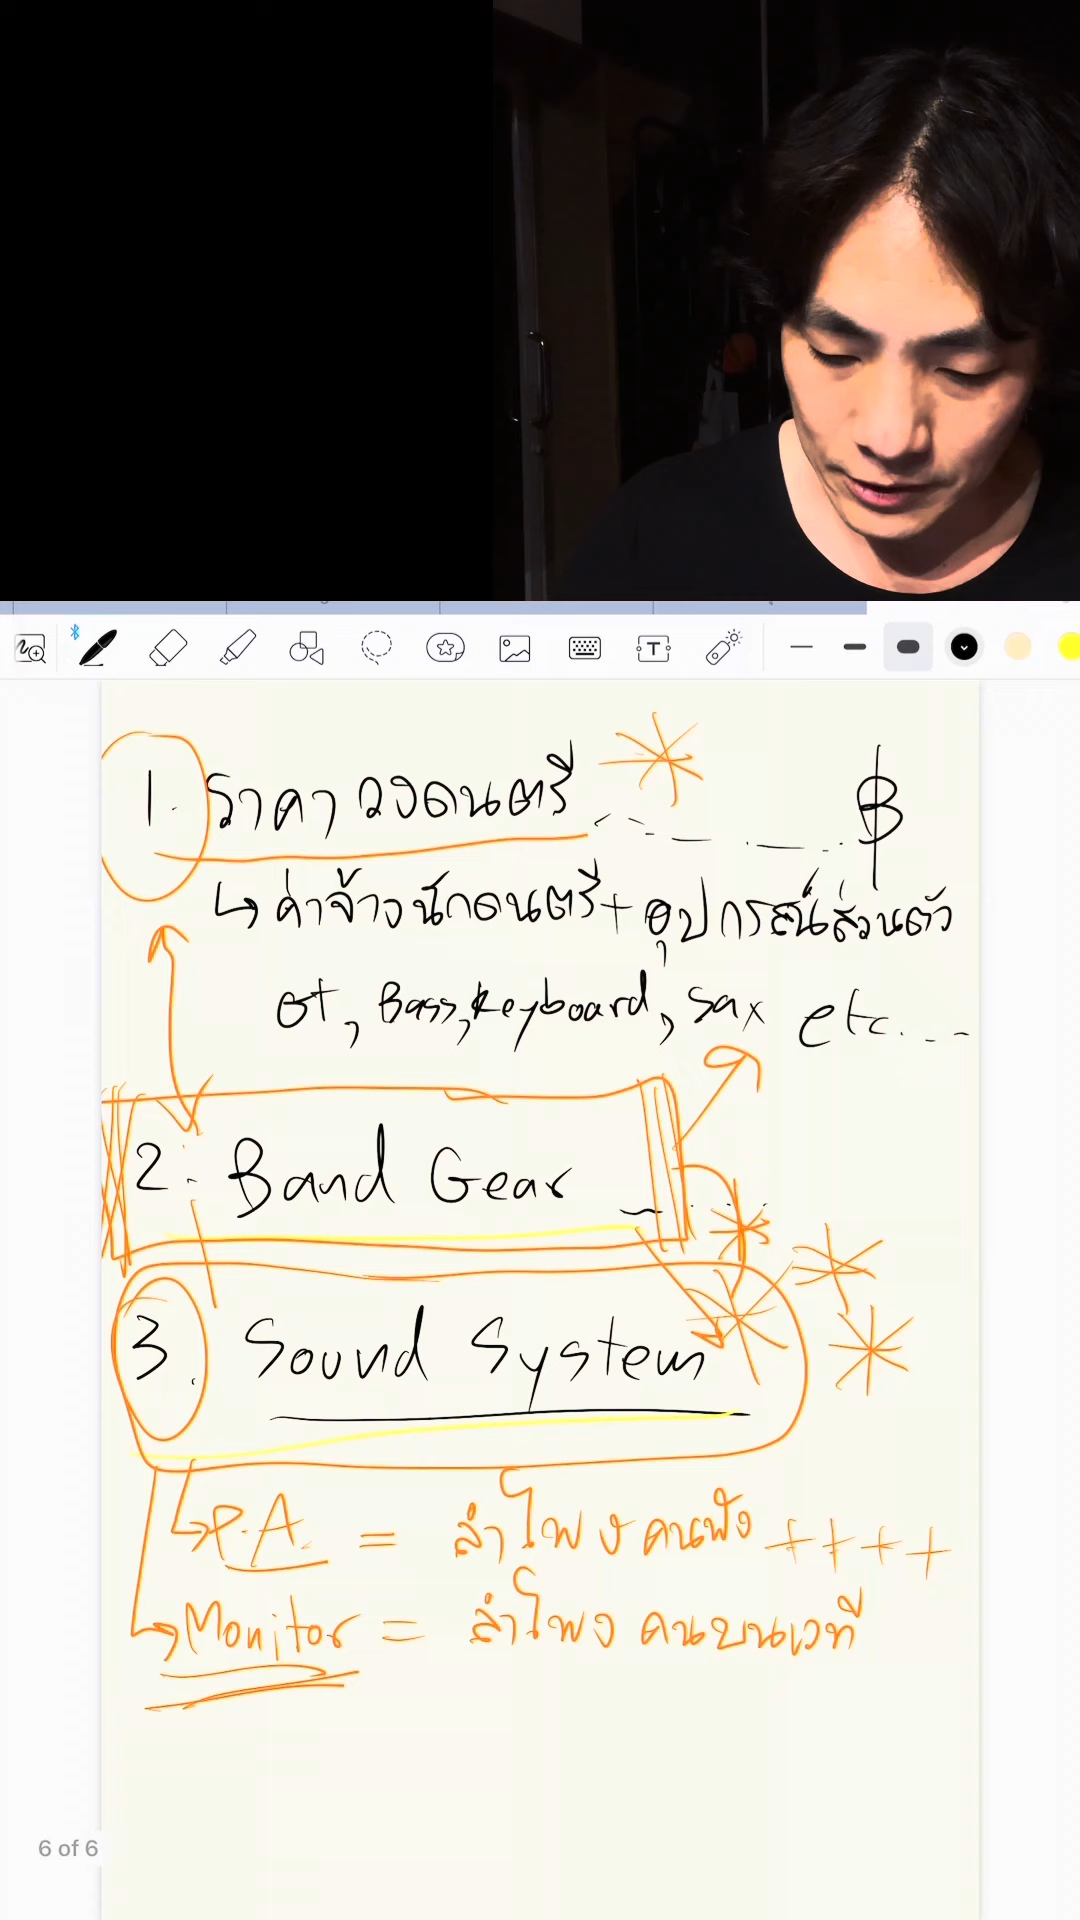 1. ราคา วงดนตรี ฿
↳ ค่าจ้างนักดนตรี + อุปกรณ์ส่วนตัว
Gt, Bass, Keyboard, Sax etc...
2. Band Gear
3. Sound System
↳ P.A. = ลำโพง คนฟัง ++++
↳ Monitor = ลำโพง คนบนเวที
6 of 6